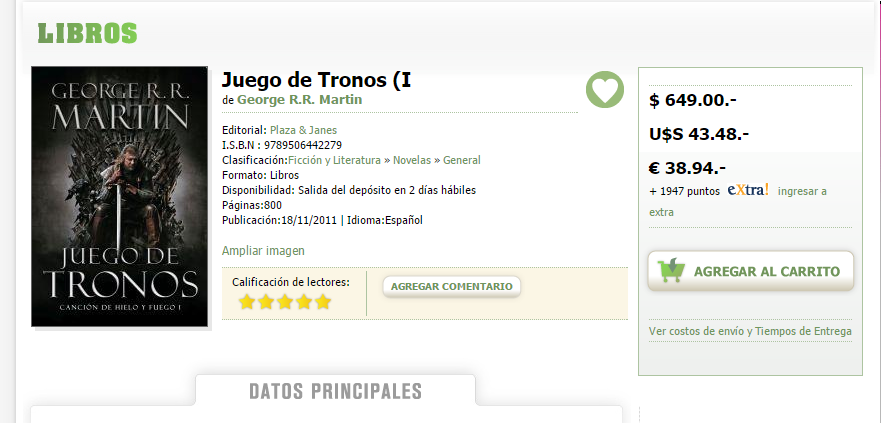 LIBROS
GEORGE R.R.
MARTIN
JUEGO DE
TRONOS
CANCIÓN DE HIELO Y FUEGO I
Juego de Tronos (I
de George R.R. Martin
Editorial: Plaza & Janes
I.S.B.N : 9789506442279
Clasificación:Ficción y Literatura » Novelas » General
Formato: Libros
Disponibilidad: Salida del depósito en 2 días hábiles
Páginas:800
Publicación:18/11/2011 | Idioma:Español
Ampliar imagen
Calificación de lectores:
AGREGAR COMENTARIO
$ 649.00.-
U$S 43.48.-
€ 38.94.-
+ 1947 puntos eXtra! ingresar a
extra
AGREGAR AL CARRITO
Ver costos de envío y Tiempos de Entrega
DATOS PRINCIPALES